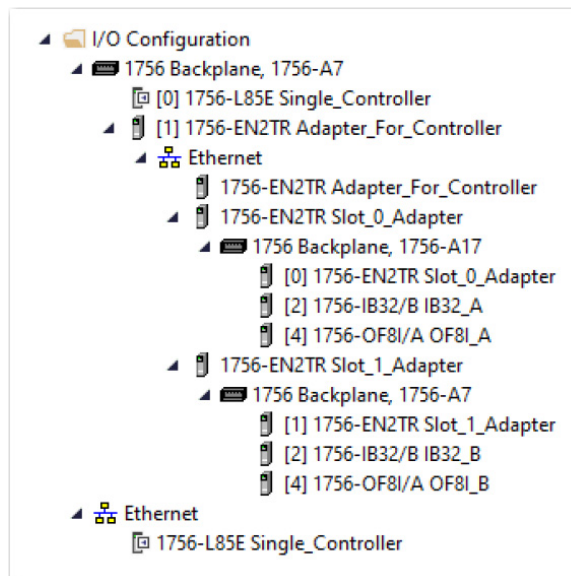 I/O Configuration
1756 Backplane, 1756-A7
[0] 1756-L85E Single_Controller
[1] 1756-EN2TR Adapter_For_Controller
Ethernet
1756-EN2TR Adapter_For_Controller
1756-EN2TR Slot_0_Adapter
1756 Backplane, 1756-A17
[0] 1756-EN2TR Slot_0_Adapter
[2] 1756-IB32/B IB32_A
[4] 1756-OF8I/A OF8I_A
1756-EN2TR Slot_1_Adapter
1756 Backplane, 1756-A7
[1] 1756-EN2TR Slot_1_Adapter
[2] 1756-IB32/B IB32_B
[4] 1756-OF8I/A OF8I_B
Ethernet
1756-L85E Single_Controller